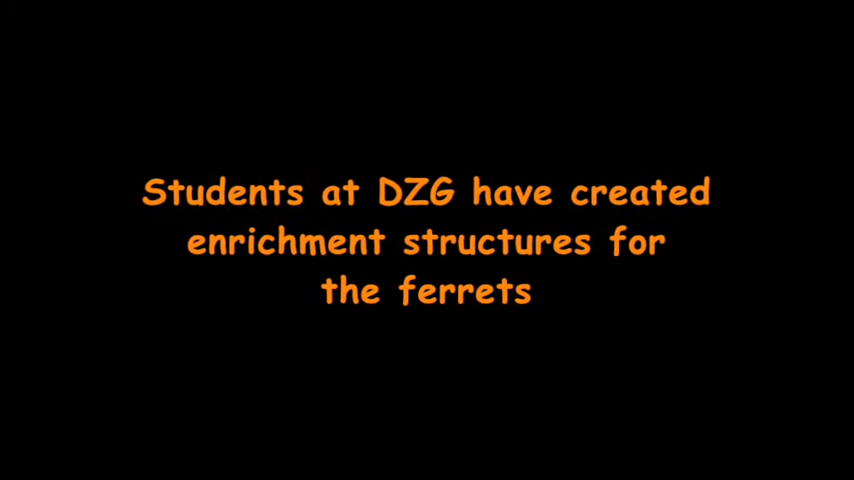 Students at DZG have created
enrichment structures for
the ferrets